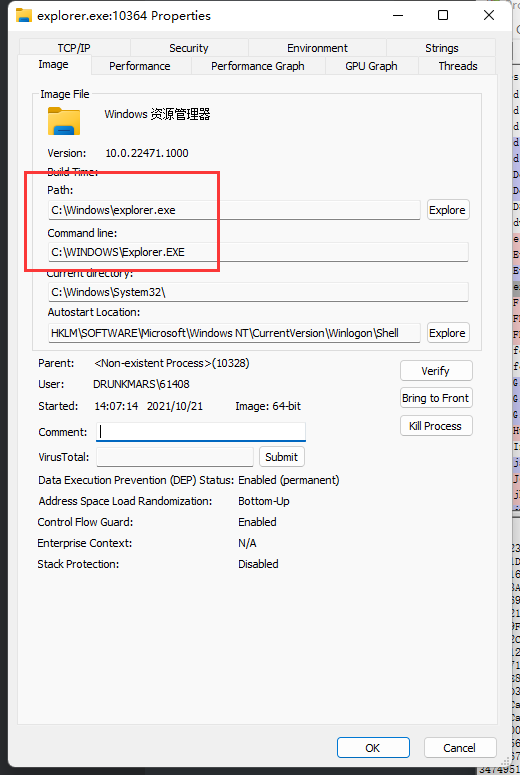 explorer.exe:10364 Properties
TCP/IP Security Environment Strings
Image Performance Performance Graph GPU Graph Threads
Image File
Windows 资源管理器
Version: 10.0.22471.1000
Build Time:
Path:
C:\Windows\explorer.exe Explore
Command line:
C:\WINDOWS\Explorer.EXE
Current directory:
C:\Windows\System32\
Autostart Location:
HKLM\SOFTWARE\Microsoft\Windows NT\CurrentVersion\Winlogon\Shell Explore
Parent: <Non-existent Process>(10328) Verify
User: DRUNKMARS\61408
Bring to Front
Started: 14:07:14 2021/10/21 Image: 64-bit
Kill Process
Comment:
VirusTotal: Submit
Data Execution Prevention (DEP) Status: Enabled (permanent)
Address Space Load Randomization: Bottom-Up
Control Flow Guard: Enabled
Enterprise Context: N/A
Stack Protection: Disabled
OK Cancel